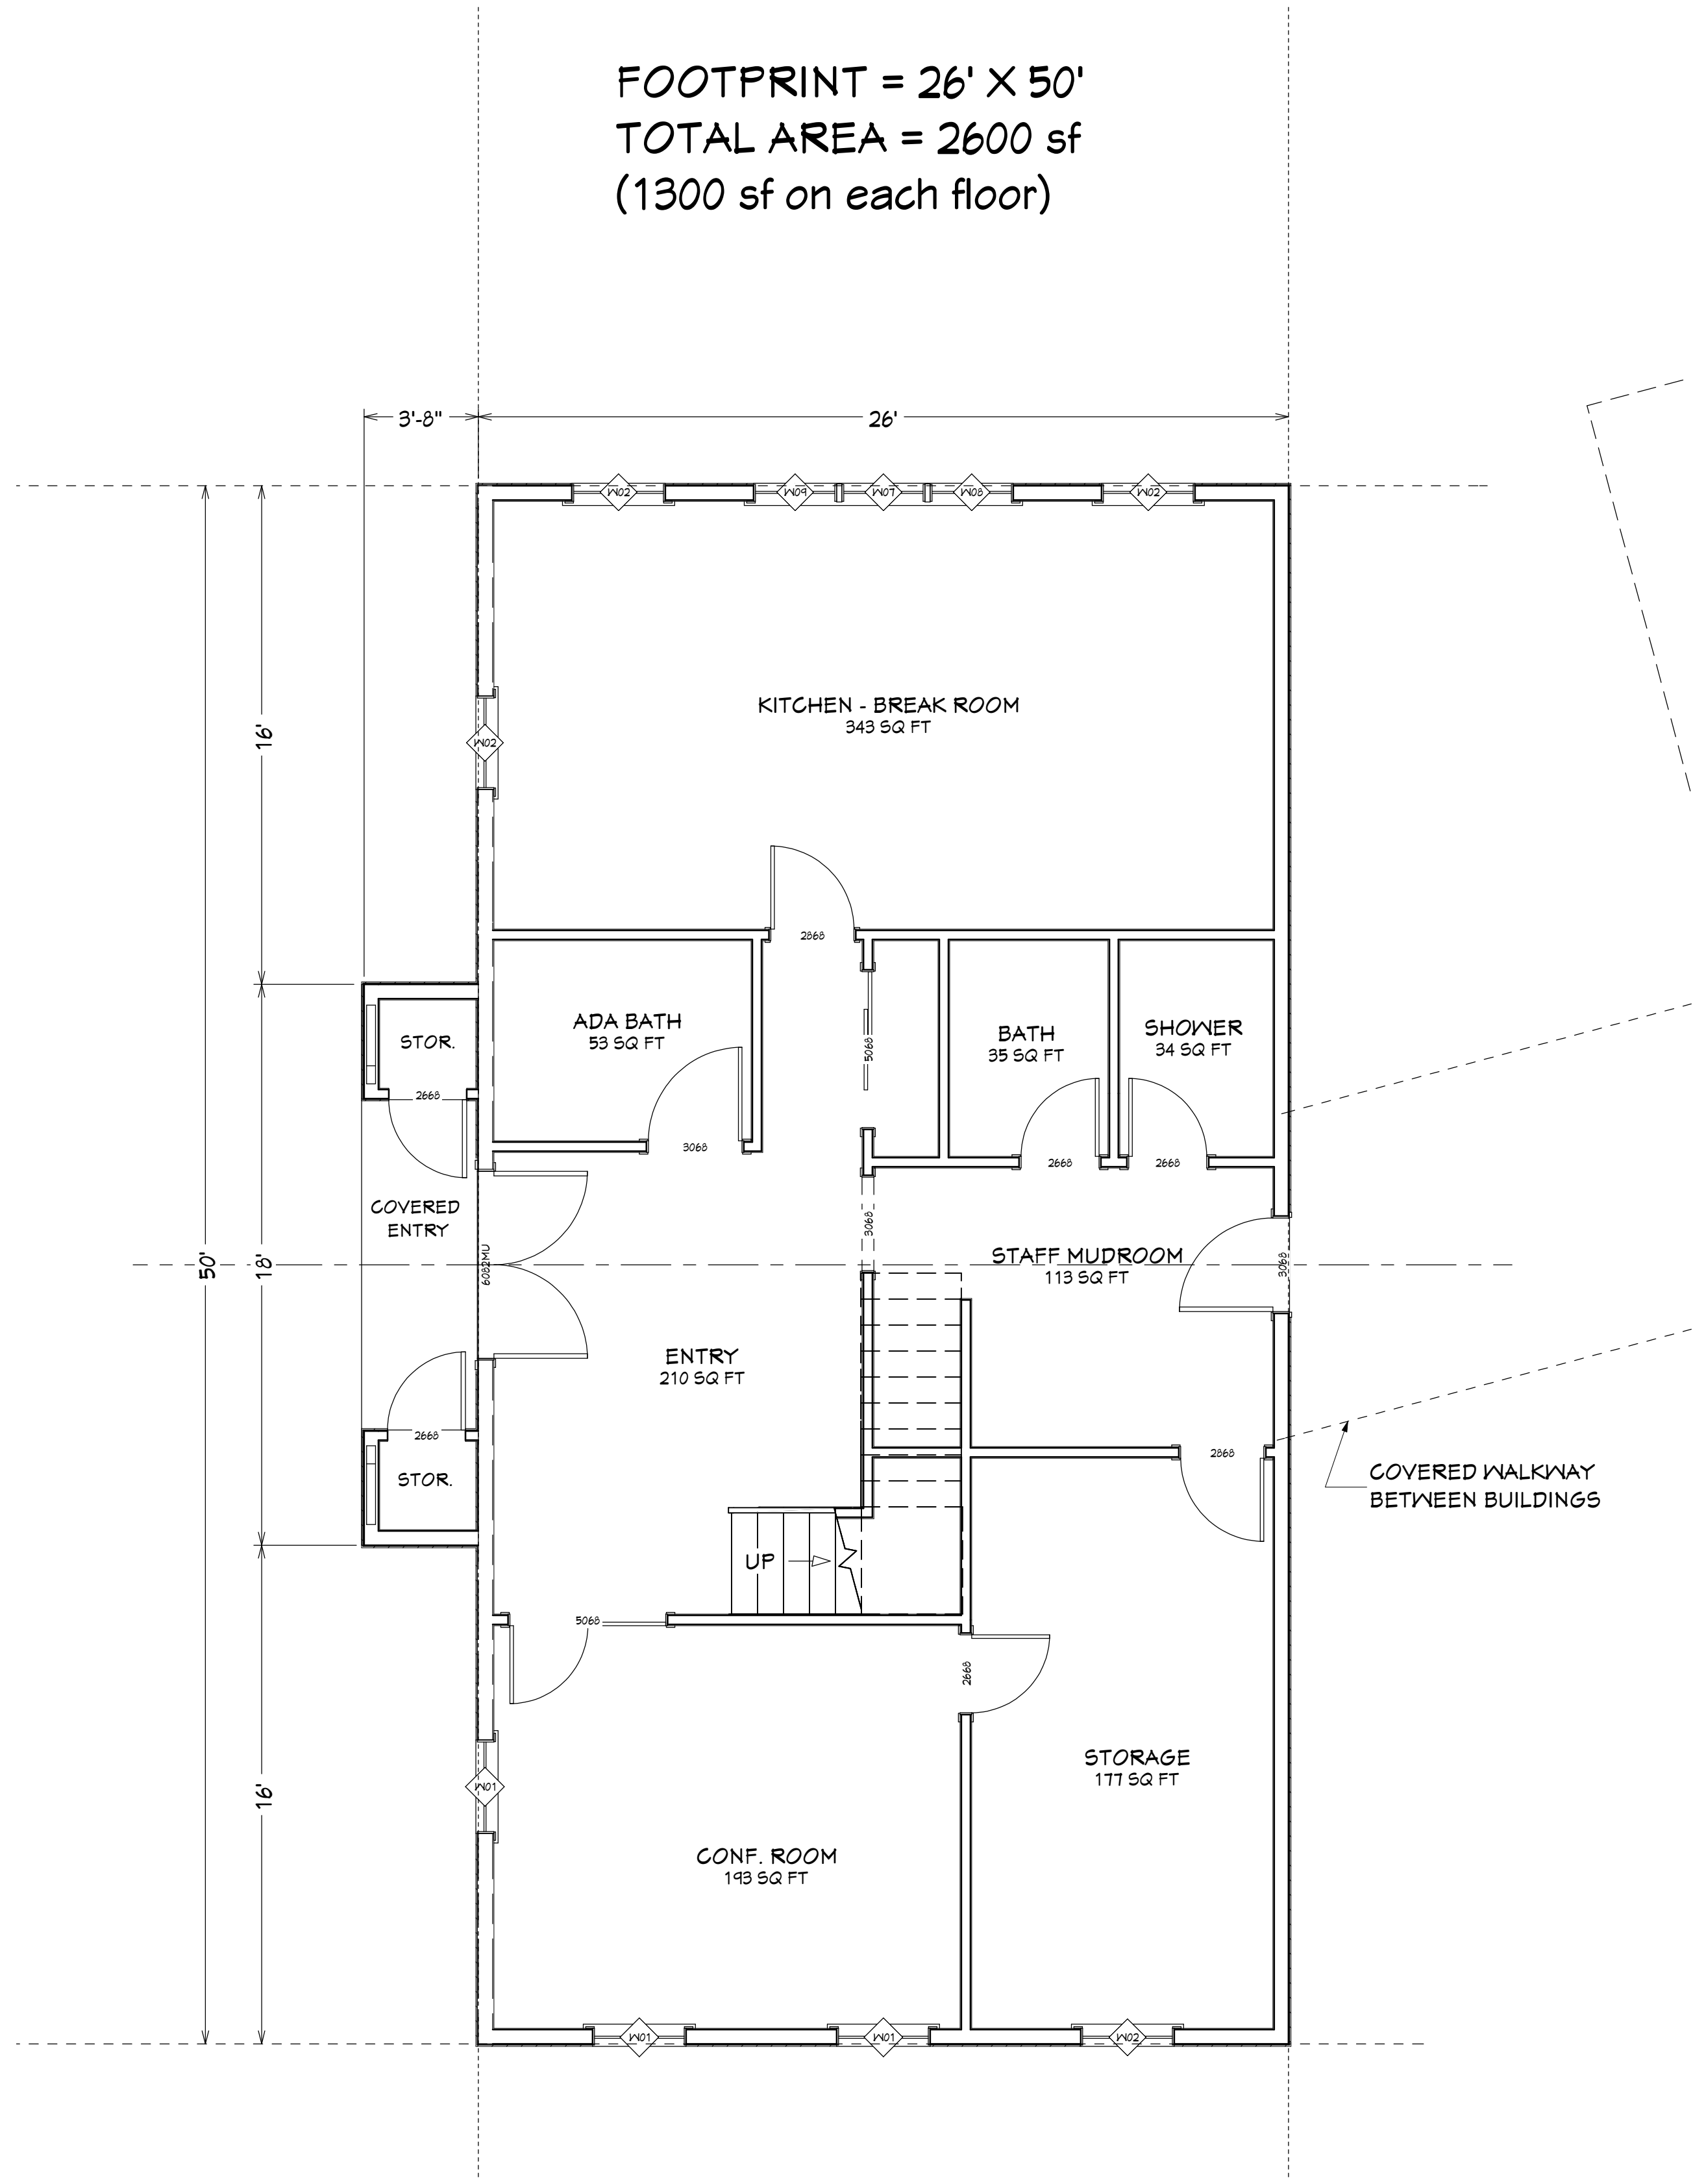 FOOTPRINT = 26' X 50'
TOTAL AREA = 2600 sf
(1300 sf on each floor)
3'-8"
26'
W02
W09
W07
W08
W02
KITCHEN - BREAK ROOM
343 SQ FT
16'
W02
2868
ADA BATH
53 SQ FT
BATH
35 SQ FT
SHOWER
34 SQ FT
STOR.
5068
2668
3068
2668
2668
COVERED
ENTRY
3068
50'
18'
6082MU
STAFF MUDROOM
113 SQ FT
3068
ENTRY
210 SQ FT
2668
2868
STOR.
COVERED WALKWAY
BETWEEN BUILDINGS
UP
5068
2668
16'
W01
STORAGE
177 SQ FT
CONF. ROOM
193 SQ FT
W01
W01
W02